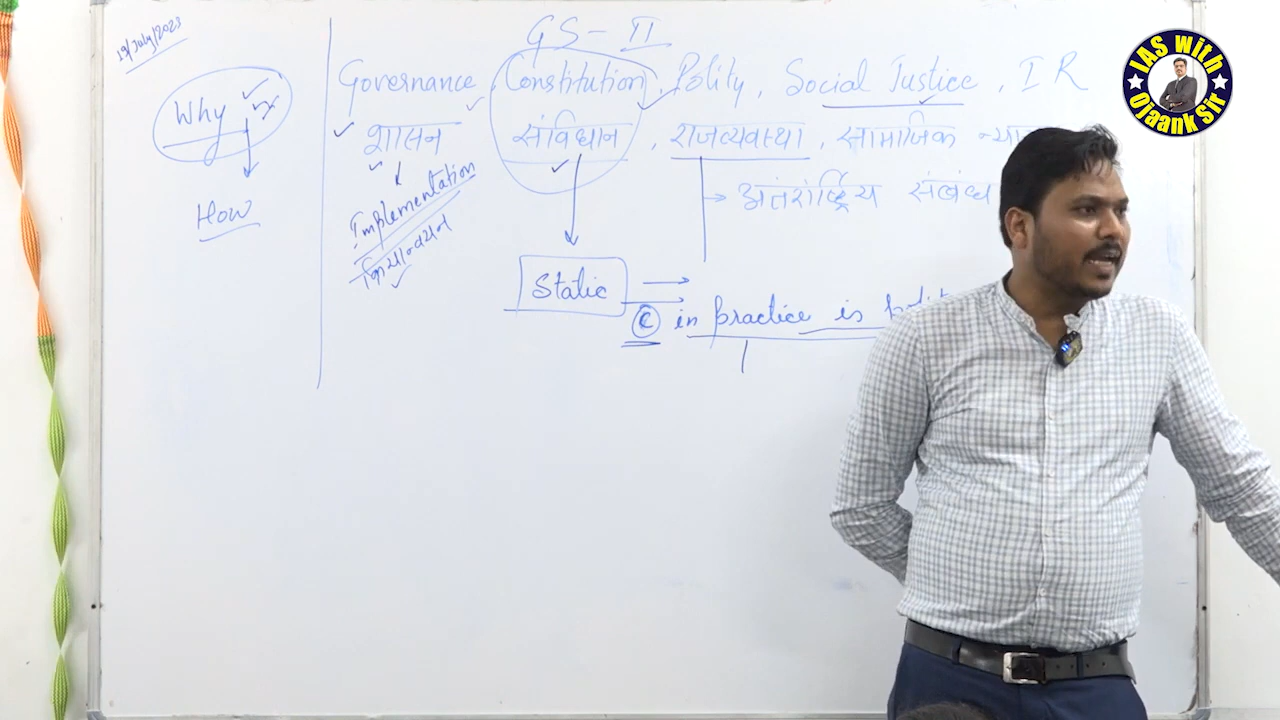 19/July/2023
GS - II
Why
How
Governance, Constitution, Polity, Social Justice, IR
शासन संविधान, राजव्यवस्था, सामाजिक
अतंर्राष्ट्रिय संबंध
Implementation
क्रियान्वयन
Static
C in practice is
IAS with
Ojaank Sir